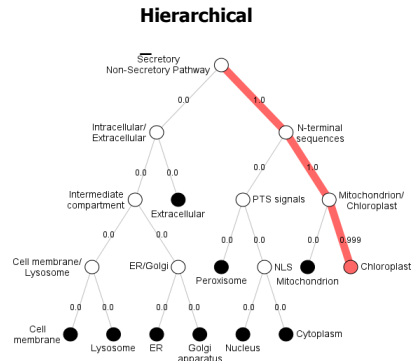 Hierarchical
Secretory
Non-Secretory Pathway
0.0 1.0
Intracellular/
Extracellular
N-terminal
sequences
0.0 0.0 0.0 1.0
Intermediate
compartment
Extracellular
PTS signals
Mitochondrion/
Chloroplast
0.0 0.0 0.0 0.0 0.0 0.999
Cell membrane/
Lysosome
ER/Golgi
Peroxisome
NLS
Mitochondrion
Chloroplast
0.0 0.0 0.0 0.0 0.0 0.0
Cell
membrane
Lysosome
ER
Golgi
apparatus
Nucleus
Cytoplasm